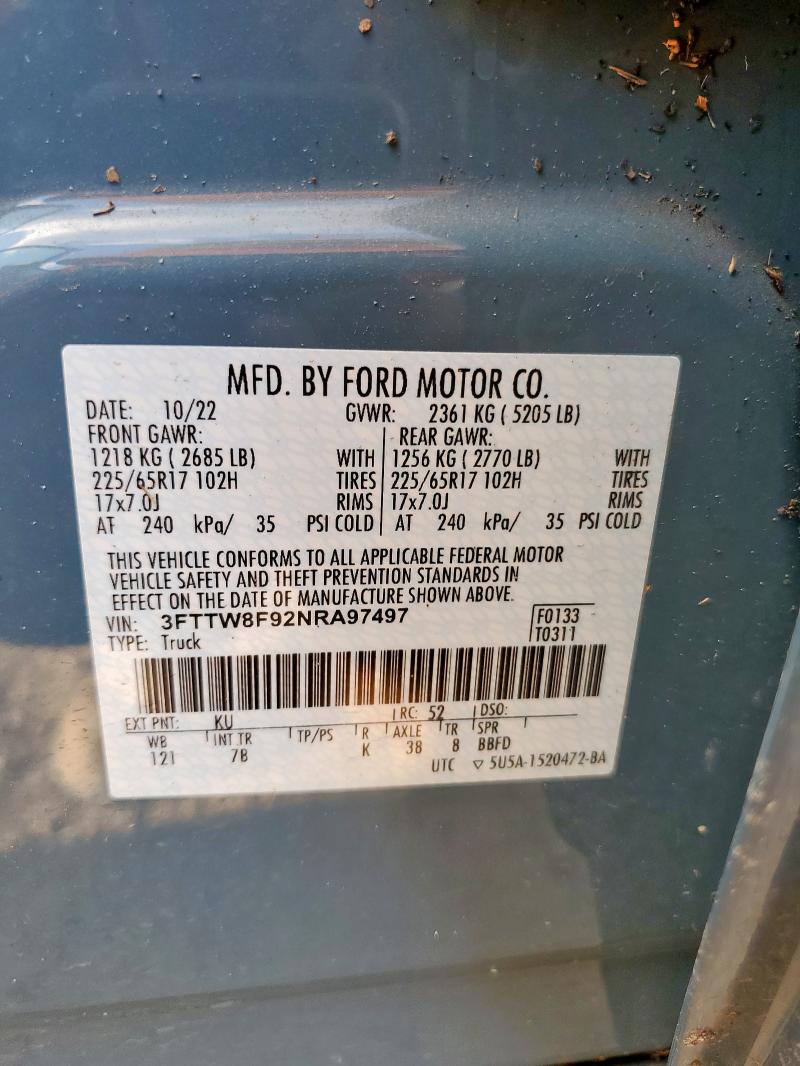 MFD. BY FORD MOTOR CO.
DATE: 10/22 GVWR: 2361 KG ( 5205 LB)
FRONT GAWR: REAR GAWR:
1218 KG ( 2685 LB) WITH 1256 KG ( 2770 LB) WITH
225/65R17 102H TIRES 225/65R17 102H TIRES
17x7.0J RIMS 17x7.0J RIMS
AT 240 kPa/ 35 PSI COLD AT 240 kPa/ 35 PSI COLD
THIS VEHICLE CONFORMS TO ALL APPLICABLE FEDERAL MOTOR
VEHICLE SAFETY AND THEFT PREVENTION STANDARDS IN
EFFECT ON THE DATE OF MANUFACTURE SHOWN ABOVE.
VIN: 3FTTW8F92NRA97497 F0133
TYPE: Truck T0311
EXT PNT: KU RC: 52 DSO:
WB INT TR TP/PS R AXLE TR SPR
121 7B K 38 8 BBFD
UTC ▽ 5U5A-1520472-BA